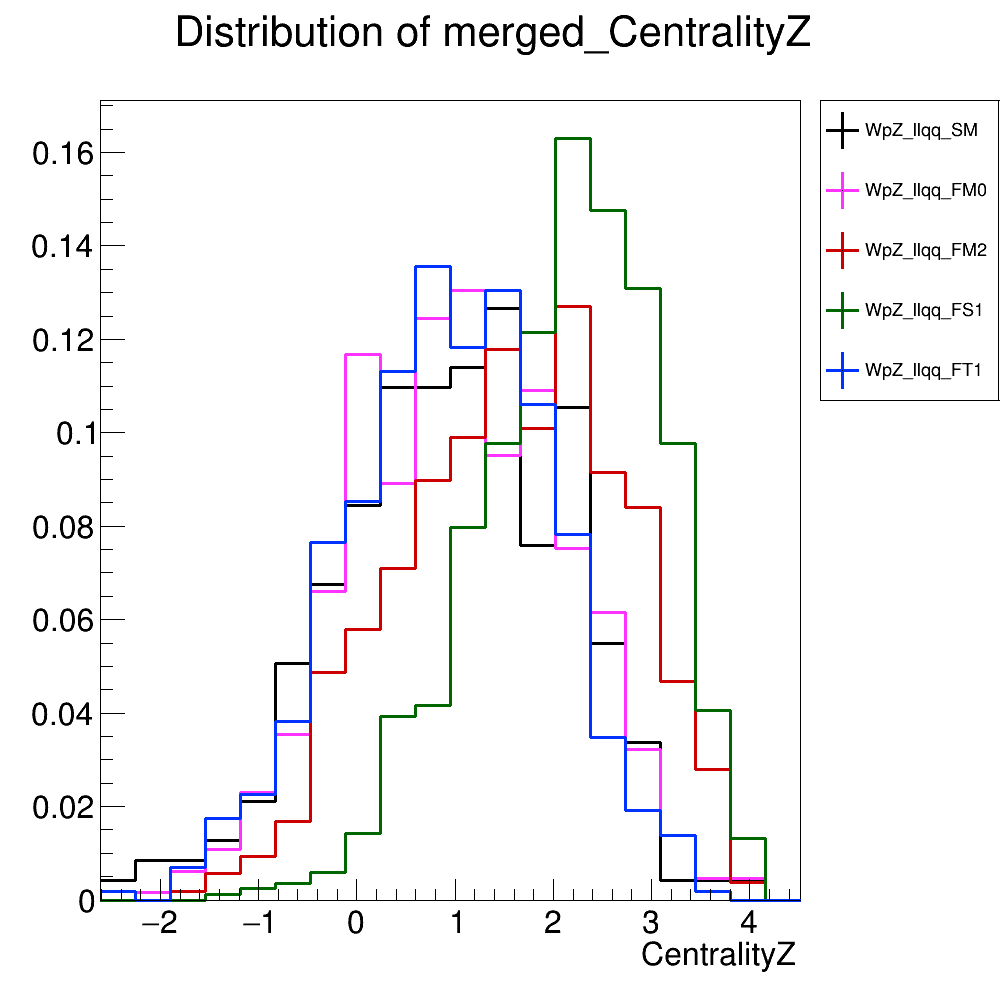 Distribution of merged_CentralityZ
WpZ_llqq_SM
WpZ_llqq_FM0
WpZ_llqq_FM2
WpZ_llqq_FS1
WpZ_llqq_FT1
0.16
0.14
0.12
0.1
0.08
0.06
0.04
0.02
0
−2 −1 0 1 2 3 4
CentralityZ